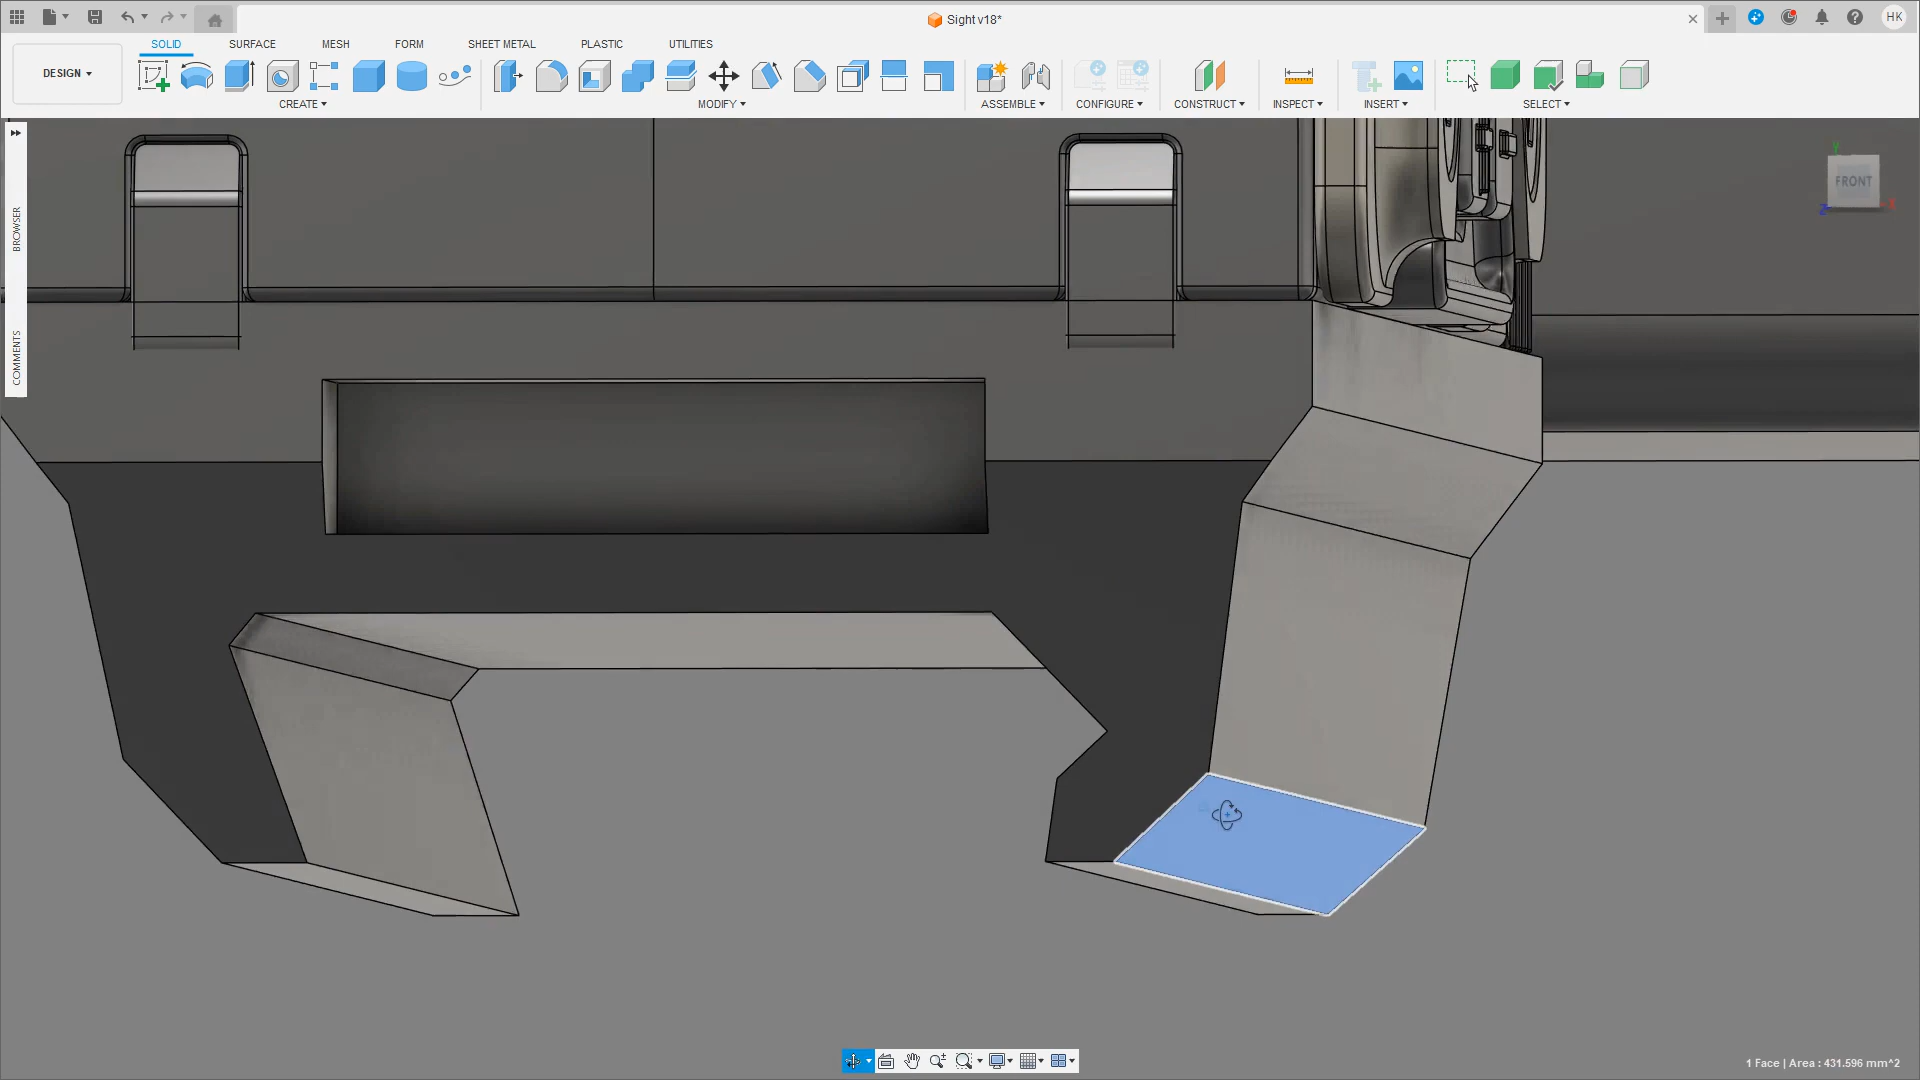 Sight v18*
HK
DESIGN
SOLID
SURFACE
MESH
FORM
SHEET METAL
PLASTIC
UTILITIES
CREATE
MODIFY
ASSEMBLE
CONFIGURE
CONSTRUCT
INSPECT
INSERT
SELECT
BROWSER
COMMENTS
Y
FRONT
Z
X
1 Face | Area : 431.596 mm^2